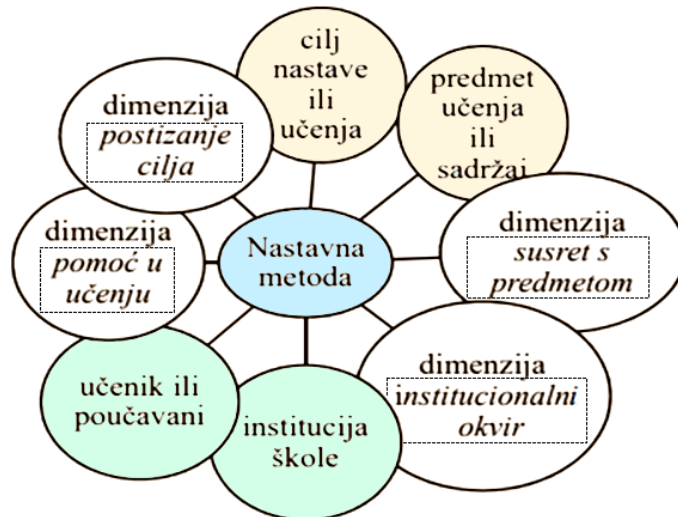 cilj
nastave
ili
učenja
predmet
učenja
ili
sadržaj
dimenzija
postizanje
cilja
dimenzija
susret s
predmetom
Nastavna
metoda
dimenzija
pomoć u
učenju
dimenzija
institucionalni
okvir
učenik ili
poučavani
institucija
škole